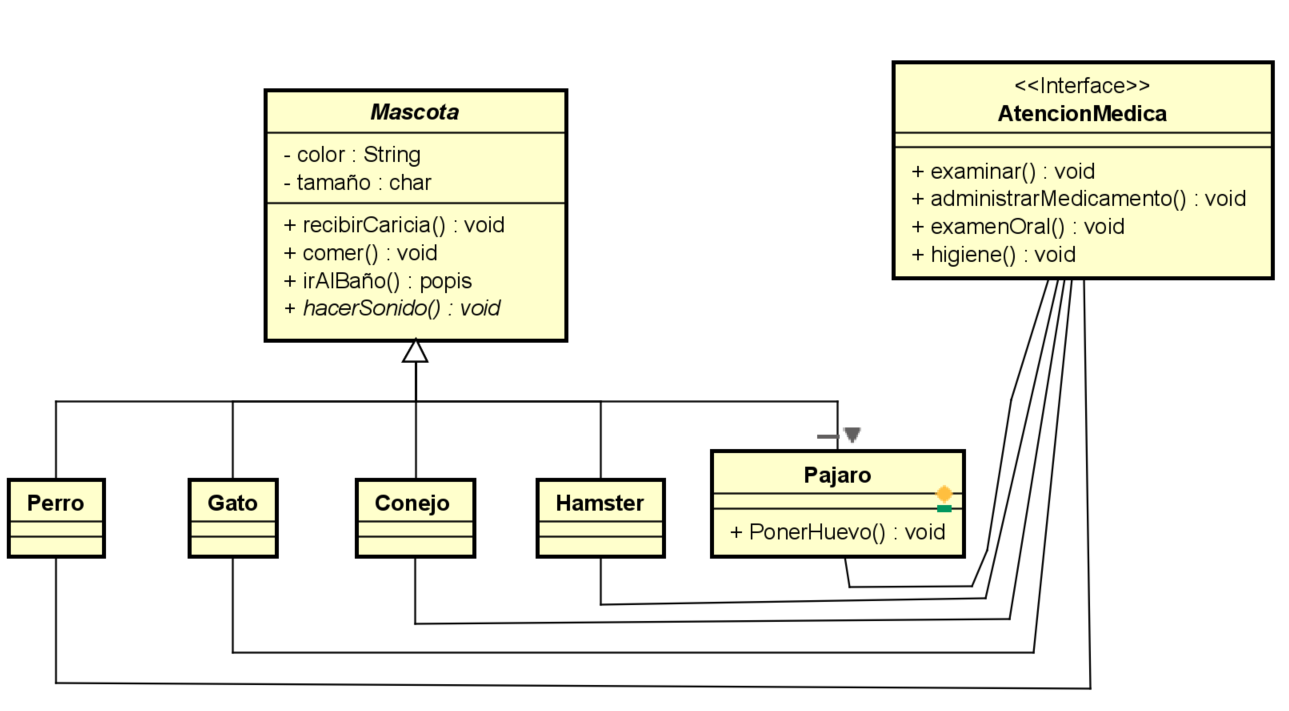 Mascota
- color : String
- tamaño : char
+ recibirCaricia() : void
+ comer() : void
+ irAlBaño() : popis
+ hacerSonido() : void
<<Interface>>
AtencionMedica
+ examinar() : void
+ administrarMedicamento() : void
+ examenOral() : void
+ higiene() : void
Perro
Gato
Conejo
Hamster
Pajaro
+ PonerHuevo() : void